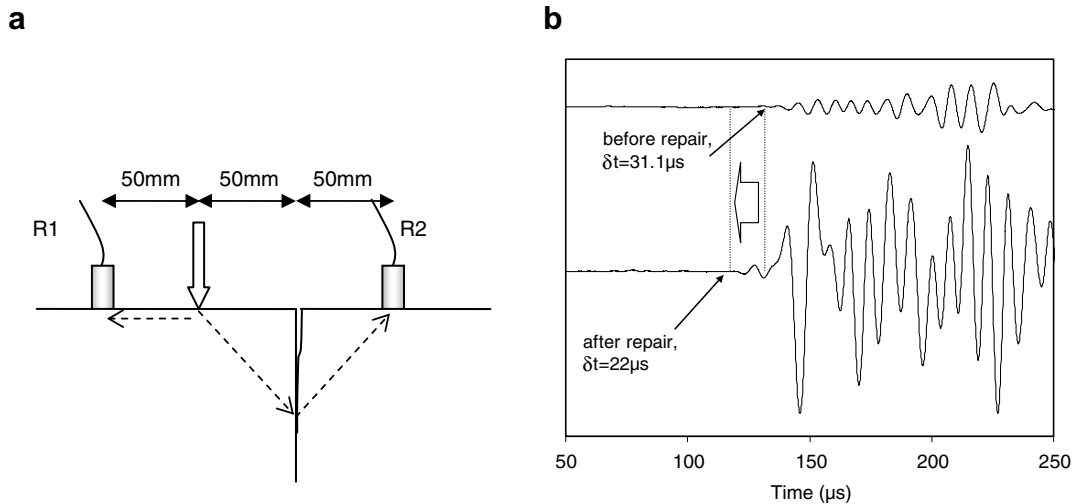 a
50mm 50mm 50mm
R1
R2
b
before repair,
δt=31.1µs
after repair,
δt=22µs
50 100 150 200 250
Time (µs)